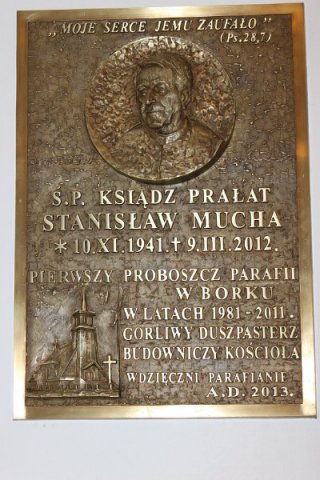 „MOJE SERCE JEMU ZAUFAŁO”
(Ps.28,7)
Ś.P. KSIĄDZ PRAŁAT
STANISŁAW MUCHA
* 10.XI.1941. † 9.III.2012.
PIERWSZY PROBOSZCZ PARAFII
W BORKU
W LATACH 1981-2011.
GORLIWY DUSZPASTERZ
BUDOWNICZY KOŚCIOŁA
WDZIĘCZNI PARAFIANIE
A.D. 2013.